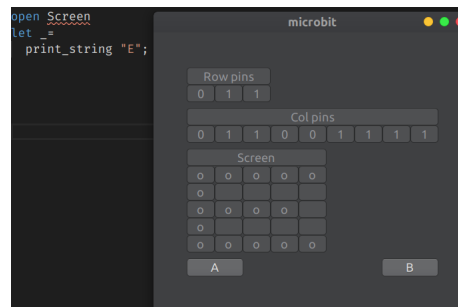 open Screen
let _=
print_string "E";
microbit
Row pins
0 1 1
Col pins
0 1 1 0 0 1 1 1 1
Screen
o o o o o
o
o o o o
o
o o o o o
A B